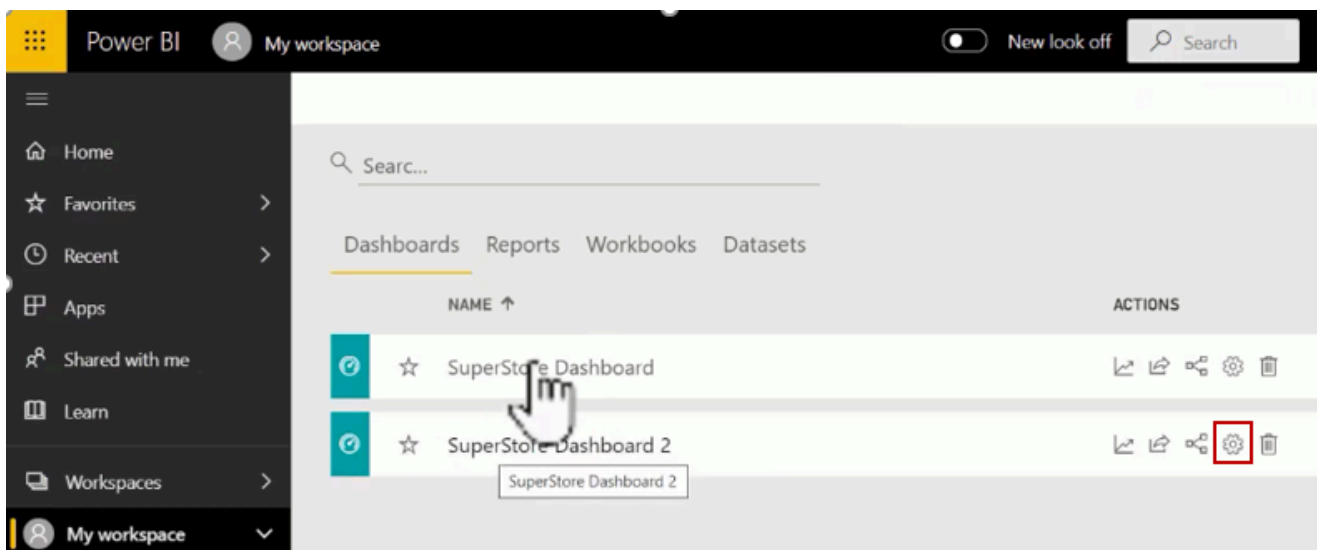 Power BI My workspace New look off Search
Home
Searc...
Favorites
Dashboards Reports Workbooks Datasets
Recent
Apps
NAME ↑ ACTIONS
Shared with me
SuperStore Dashboard
Learn
SuperStore Dashboard 2
Workspaces
SuperStore Dashboard 2
My workspace